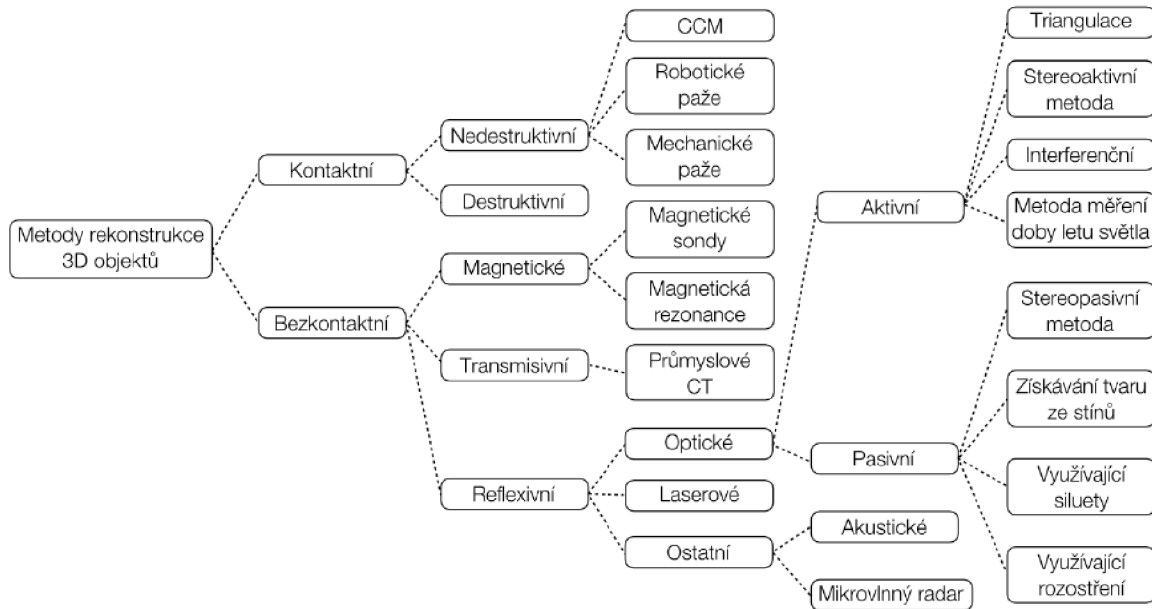 Metody rekonstrukce
3D objektů
Kontaktní
Bezkontaktní
Nedestruktivní
Destruktivní
Magnetické
Transmisivní
Reflexivní
CCM
Robotické
paže
Mechanické
paže
Magnetické
sondy
Magnetická
rezonance
Průmyslové
CT
Optické
Laserové
Ostatní
Aktivní
Pasivní
Akustické
Mikrovlnný radar
Triangulace
Stereoaktivní
metoda
Interferenční
Metoda měření
doby letu světla
Stereopasivní
metoda
Získávání tvaru
ze stínů
Využívající
siluety
Využívající
rozostření